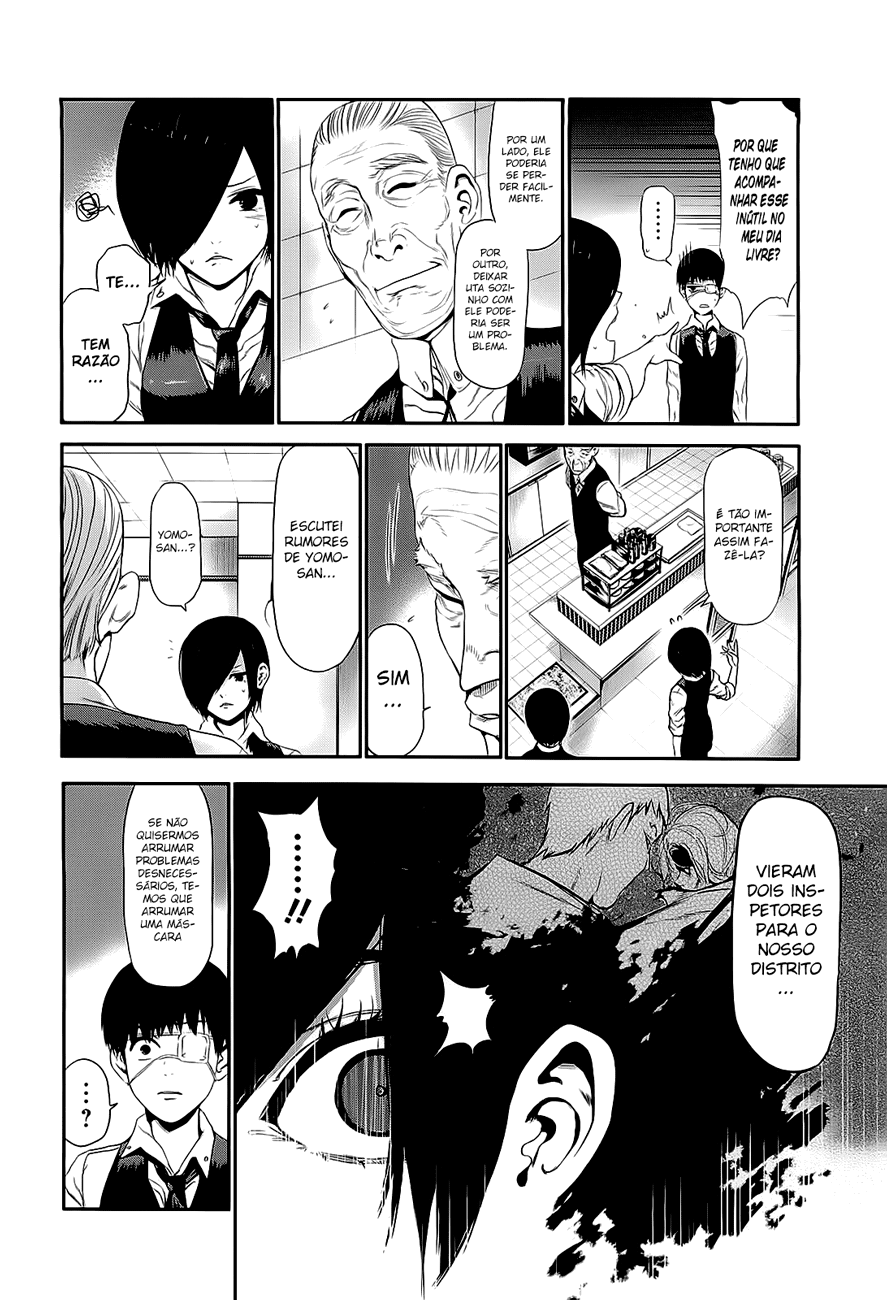 POR QUE
TENHO QUE
ACOMPA-
NHAR ESSE
INÚTIL NO
MEU DIA
LIVRE?
......
POR UM
LADO, ELE
PODERIA
SE PER-
DER FACIL-
MENTE.
POR
OUTRO,
DEIXAR
UTA SOZI-
NHO COM
ELE PODE-
RIA SER
UM PRO-
BLEMA.
TE...
TEM
RAZÃO
...
É TÃO IM-
PORTANTE
ASSIM FA-
ZÊ-LA?
SIM
...
ESCUTEI
RUMORES
DE YOMO-
SAN...
YOMO-
SAN...?
VIERAM
DOIS INS-
PETORES
PARA O
NOSSO
DISTRITO
...
......!!
SE NÃO
QUISERMOS
ARRUMAR
PROBLEMAS
DESNECES-
SÁRIOS, TE-
MOS QUE
ARRUMAR
UMA MÁS-
CARA
...?